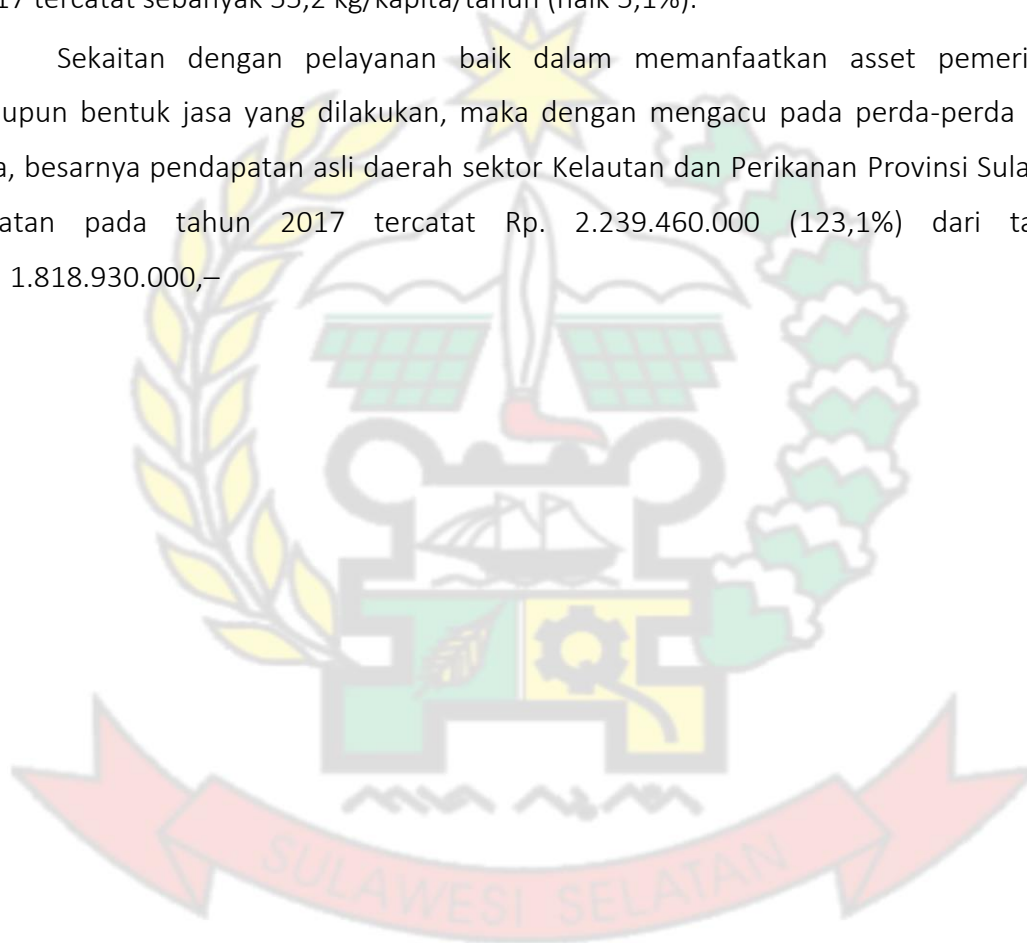 17 tercatat sebanyak 53,2 kg/kapita/tahun (naik 5,1%).
Sekaitan dengan pelayanan baik dalam memanfaatkan asset pemeri
upun bentuk jasa yang dilakukan, maka dengan mengacu pada perda-perda
a, besarnya pendapatan asli daerah sektor Kelautan dan Perikanan Provinsi Sula
atan pada tahun 2017 tercatat Rp. 2.239.460.000 (123,1%) dari ta
1.818.930.000,–
SULAWESI SELATAN